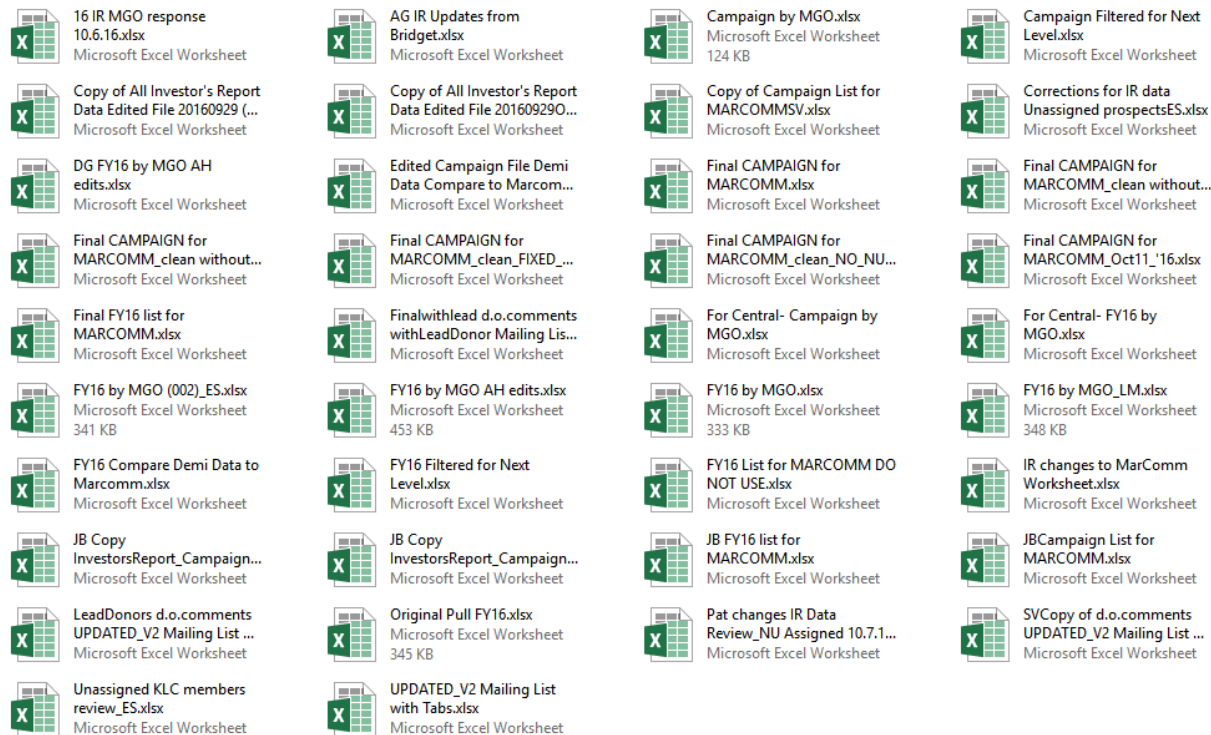 16 IR MGO response
10.6.16.xlsx
Microsoft Excel Worksheet
AG IR Updates from
Bridget.xlsx
Microsoft Excel Worksheet
Campaign by MGO.xlsx
Microsoft Excel Worksheet
124 KB
Campaign Filtered for Next
Level.xlsx
Microsoft Excel Worksheet
Copy of All Investor's Report
Data Edited File 20160929 (...
Microsoft Excel Worksheet
Copy of All Investor's Report
Data Edited File 20160929O...
Microsoft Excel Worksheet
Copy of Campaign List for
MARCOMMSV.xlsx
Microsoft Excel Worksheet
Corrections for IR data
Unassigned prospectsES.xlsx
Microsoft Excel Worksheet
DG FY16 by MGO AH
edits.xlsx
Microsoft Excel Worksheet
Edited Campaign File Demi
Data Compare to Marcom...
Microsoft Excel Worksheet
Final CAMPAIGN for
MARCOMM.xlsx
Microsoft Excel Worksheet
Final CAMPAIGN for
MARCOMM_clean without...
Microsoft Excel Worksheet
Final CAMPAIGN for
MARCOMM_clean without...
Microsoft Excel Worksheet
Final CAMPAIGN for
MARCOMM_clean_FIXED_...
Microsoft Excel Worksheet
Final CAMPAIGN for
MARCOMM_clean_NO_NU...
Microsoft Excel Worksheet
Final CAMPAIGN for
MARCOMM_Oct11_'16.xlsx
Microsoft Excel Worksheet
Final FY16 list for
MARCOMM.xlsx
Microsoft Excel Worksheet
Finalwithlead d.o.comments
withLeadDonor Mailing Lis...
Microsoft Excel Worksheet
For Central- Campaign by
MGO.xlsx
Microsoft Excel Worksheet
For Central- FY16 by
MGO.xlsx
Microsoft Excel Worksheet
FY16 by MGO (002)_ES.xlsx
Microsoft Excel Worksheet
341 KB
FY16 by MGO AH edits.xlsx
Microsoft Excel Worksheet
453 KB
FY16 by MGO.xlsx
Microsoft Excel Worksheet
333 KB
FY16 by MGO_LM.xlsx
Microsoft Excel Worksheet
348 KB
FY16 Compare Demi Data to
Marcomm.xlsx
Microsoft Excel Worksheet
FY16 Filtered for Next
Level.xlsx
Microsoft Excel Worksheet
FY16 List for MARCOMM DO
NOT USE.xlsx
Microsoft Excel Worksheet
IR changes to MarComm
Worksheet.xlsx
Microsoft Excel Worksheet
JB Copy
InvestorsReport_Campaign...
Microsoft Excel Worksheet
JB Copy
InvestorsReport_Campaign...
Microsoft Excel Worksheet
JB FY16 list for
MARCOMM.xlsx
Microsoft Excel Worksheet
JBCampaign List for
MARCOMM.xlsx
Microsoft Excel Worksheet
LeadDonors d.o.comments
UPDATED_V2 Mailing List ...
Microsoft Excel Worksheet
Original Pull FY16.xlsx
Microsoft Excel Worksheet
345 KB
Pat changes IR Data
Review_NU Assigned 10.7.1...
Microsoft Excel Worksheet
SVCopy of d.o.comments
UPDATED_V2 Mailing List ...
Microsoft Excel Worksheet
Unassigned KLC members
review_ES.xlsx
Microsoft Excel Worksheet
UPDATED_V2 Mailing List
with Tabs.xlsx
Microsoft Excel Worksheet